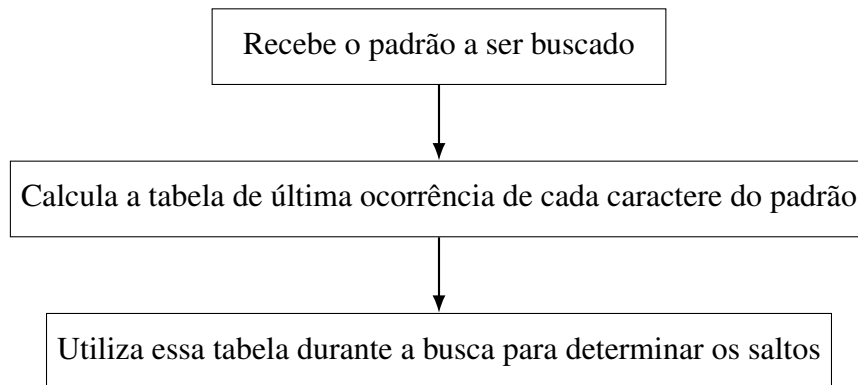 Recebe o padrão a ser buscado
Calcula a tabela de última ocorrência de cada caractere do padrão
Utiliza essa tabela durante a busca para determinar os saltos